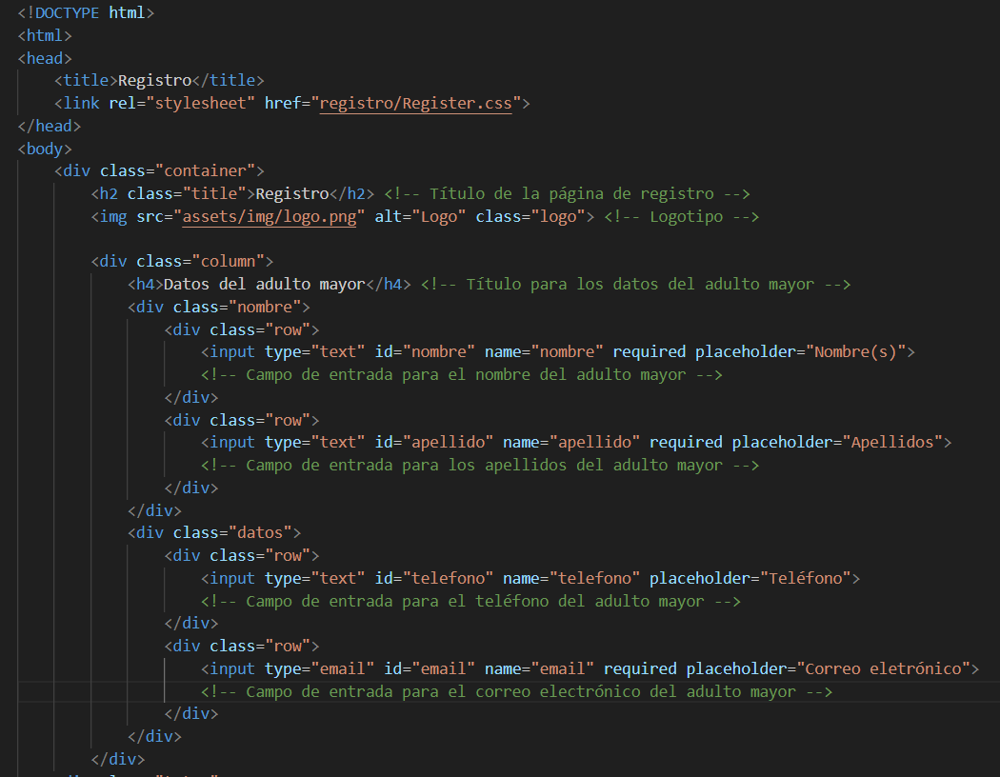 <!DOCTYPE html>
<html>
<head>
    <title>Registro</title>
    <link rel="stylesheet" href="registro/Register.css">
</head>
<body>
    <div class="container">
        <h2 class="title">Registro</h2> <!-- Título de la página de registro -->
        <img src="assets/img/logo.png" alt="Logo" class="logo"> <!-- Logotipo -->

        <div class="column">
            <h4>Datos del adulto mayor</h4> <!-- Título para los datos del adulto mayor -->
            <div class="nombre">
                <div class="row">
                    <input type="text" id="nombre" name="nombre" required placeholder="Nombre(s)">
                    <!-- Campo de entrada para el nombre del adulto mayor -->
                </div>
                <div class="row">
                    <input type="text" id="apellido" name="apellido" required placeholder="Apellidos">
                    <!-- Campo de entrada para los apellidos del adulto mayor -->
                </div>
            </div>
            <div class="datos">
                <div class="row">
                    <input type="text" id="telefono" name="telefono" placeholder="Teléfono">
                    <!-- Campo de entrada para el teléfono del adulto mayor -->
                </div>
                <div class="row">
                    <input type="email" id="email" name="email" required placeholder="Correo eletrónico">
                    <!-- Campo de entrada para el correo electrónico del adulto mayor -->
                </div>
            </div>
        </div>